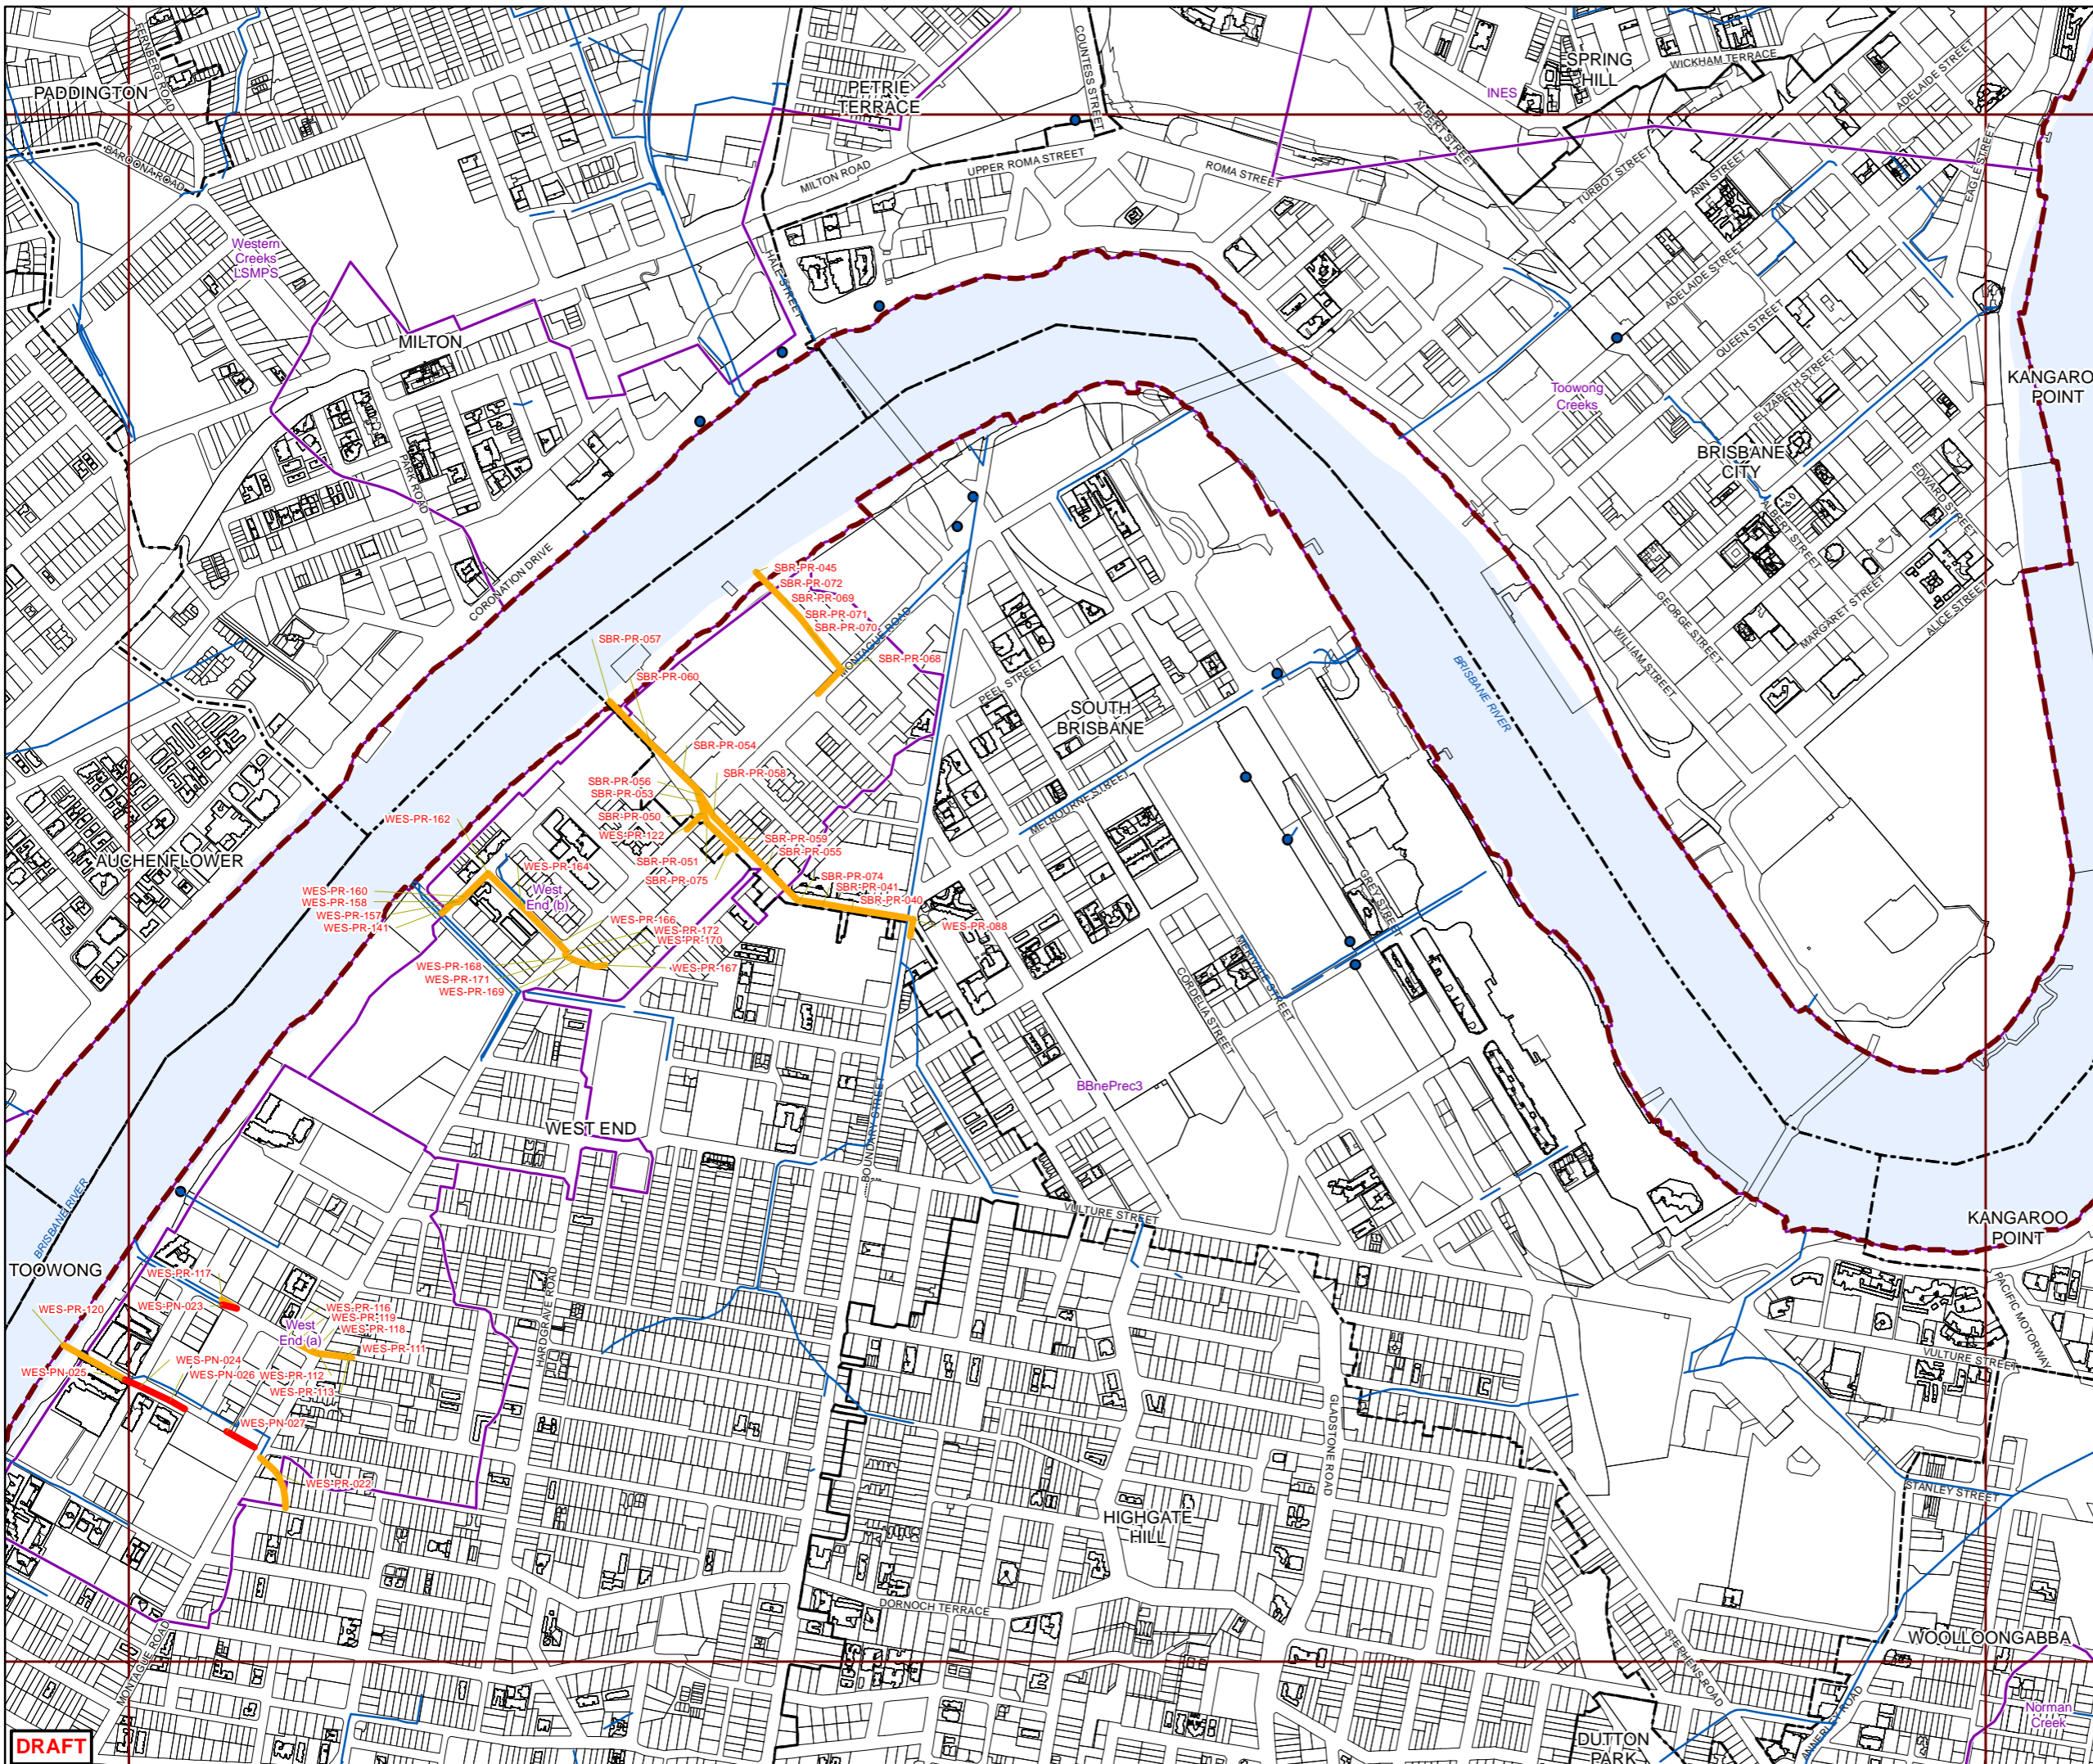 FERNBERG ROAD
PADDINGTON
BAROONA ROAD
PETRIE
TERRACE
COUNTESS STREET
INES
SPRING
HILL
WICKHAM TERRACE
ADELAIDE STREET
ALBERT STREET
EAGLE STREET
MILTON ROAD
UPPER ROMA STREET
ROMA STREET
TURBOT STREET
ANN STREET
Western
Creeks
LSMPS
HALE STREET
ADELAIDE STREET
QUEEN STREET
MILTON
ELIZABETH STREET
Toowong
Creeks
KANGARO
POINT
BRISBANE
CITY
PARK ROAD
EDWARD STREET
ALBERT STREET
CORONATION DRIVE
SBR-PR-045
SBR-PR-072
SBR-PR-069
SBR-PR-071
SBR-PR-070
MONTAGUE ROAD
SBR-PR-068
SBR-PR-057
SBR-PR-060
GEORGE STREET
WILLIAM STREET
MARGARET STREET
ALICE STREET
BRISBANE RIVER
PEEL STREET
SOUTH
BRISBANE
SBR-PR-054
SBR-PR-058
SBR-PR-056
SBR-PR-053
SBR-PR-050
WES-PR-122
SBR-PR-059
SBR-PR-055
SBR-PR-051
SBR-PR-075
SBR-PR-074
SBR-PR-041
SBR-PR-040
MELBOURNE STREET
WES-PR-162
AUCHENFLOWER
WES-PR-164
West
End (b)
WES-PR-160
WES-PR-158
WES-PR-157
WES-PR-141
WES-PR-166
WES-PR-172
WES-PR-170
WES-PR-167
WES-PR-168
WES-PR-171
WES-PR-169
WES-PR-088
GREY STREET
MERIVALE STREET
CORDELIA STREET
BBnePrec3
WEST END
BOUNDARY STREET
VULTURE STREET
BRISBANE RIVER
TOOWONG
KANGAROO
POINT
PACIFIC MOTORWAY
WES-PR-117
WES-PN-023
WES-PR-120
WES-PR-116
WES-PR-119
WES-PR-118
West
End (a)
WES-PR-111
WES-PN-024
WES-PN-025
WES-PN-026
WES-PR-112
WES-PR-113
WES-PN-027
WES-PR-022
HARDGRAVE ROAD
GLADSTONE ROAD
VULTURE STREET
STANLEY STREET
HIGHGATE
HILL
DORNOCH TERRACE
MONTAGUE ROAD
STEPHENS ROAD
WOOLLOONGABBA
ANNERLEY ROAD
Norman
Creek
DUTTON
PARK
DRAFT